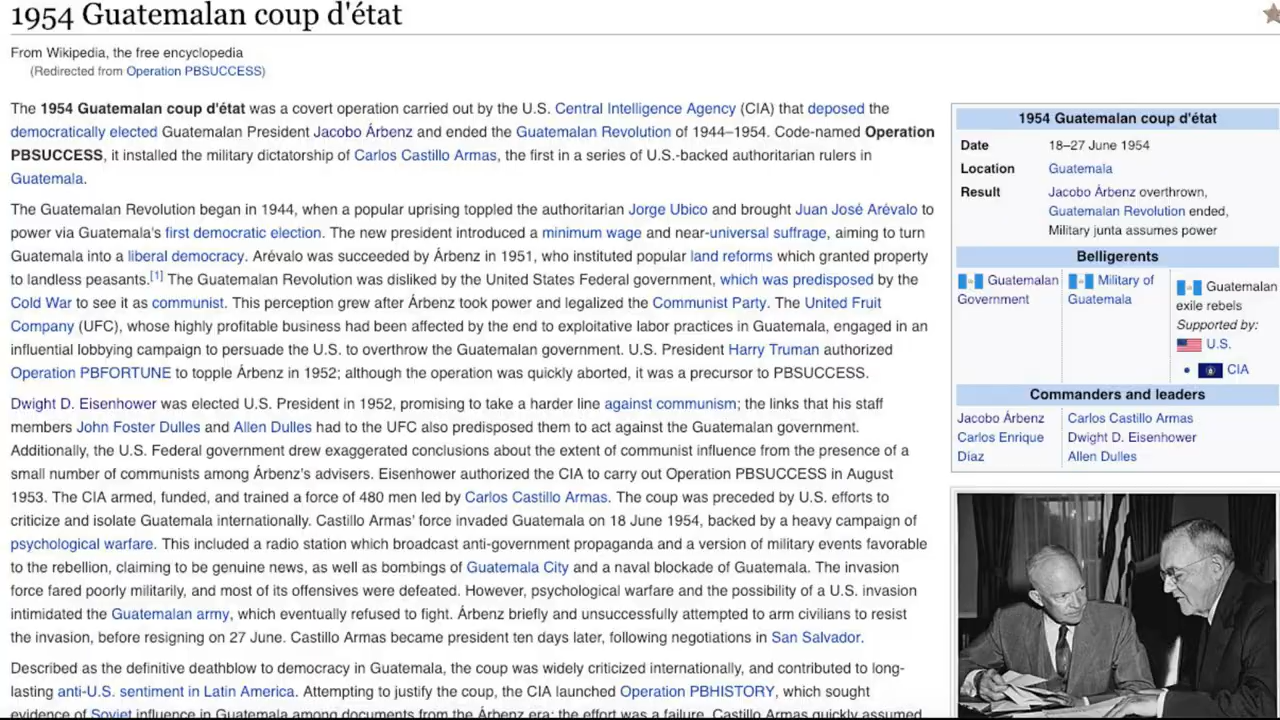 1954 Guatemalan coup d'état
From Wikipedia, the free encyclopedia
(Redirected from Operation PBSUCCESS)
The 1954 Guatemalan coup d'état was a covert operation carried out by the U.S. Central Intelligence Agency (CIA) that deposed the
democratically elected Guatemalan President Jacobo Árbenz and ended the Guatemalan Revolution of 1944–1954. Code-named Operation
PBSUCCESS, it installed the military dictatorship of Carlos Castillo Armas, the first in a series of U.S.-backed authoritarian rulers in
Guatemala.
The Guatemalan Revolution began in 1944, when a popular uprising toppled the authoritarian Jorge Ubico and brought Juan José Arévalo to
power via Guatemala's first democratic election. The new president introduced a minimum wage and near-universal suffrage, aiming to turn
Guatemala into a liberal democracy. Arévalo was succeeded by Árbenz in 1951, who instituted popular land reforms which granted property
to landless peasants.[1] The Guatemalan Revolution was disliked by the United States Federal government, which was predisposed by the
Cold War to see it as communist. This perception grew after Árbenz took power and legalized the Communist Party. The United Fruit
Company (UFC), whose highly profitable business had been affected by the end to exploitative labor practices in Guatemala, engaged in an
influential lobbying campaign to persuade the U.S. to overthrow the Guatemalan government. U.S. President Harry Truman authorized
Operation PBFORTUNE to topple Árbenz in 1952; although the operation was quickly aborted, it was a precursor to PBSUCCESS.
Dwight D. Eisenhower was elected U.S. President in 1952, promising to take a harder line against communism; the links that his staff
members John Foster Dulles and Allen Dulles had to the UFC also predisposed them to act against the Guatemalan government.
Additionally, the U.S. Federal government drew exaggerated conclusions about the extent of communist influence from the presence of a
small number of communists among Árbenz's advisers. Eisenhower authorized the CIA to carry out Operation PBSUCCESS in August
1953. The CIA armed, funded, and trained a force of 480 men led by Carlos Castillo Armas. The coup was preceded by U.S. efforts to
criticize and isolate Guatemala internationally. Castillo Armas' force invaded Guatemala on 18 June 1954, backed by a heavy campaign of
psychological warfare. This included a radio station which broadcast anti-government propaganda and a version of military events favorable
to the rebellion, claiming to be genuine news, as well as bombings of Guatemala City and a naval blockade of Guatemala. The invasion
force fared poorly militarily, and most of its offensives were defeated. However, psychological warfare and the possibility of a U.S. invasion
intimidated the Guatemalan army, which eventually refused to fight. Árbenz briefly and unsuccessfully attempted to arm civilians to resist
the invasion, before resigning on 27 June. Castillo Armas became president ten days later, following negotiations in San Salvador.
Described as the definitive deathblow to democracy in Guatemala, the coup was widely criticized internationally, and contributed to long-
lasting anti-U.S. sentiment in Latin America. Attempting to justify the coup, the CIA launched Operation PBHISTORY, which sought
evidence of Soviet influence in Guatemala among documents from the Árbenz era: the effort was a failure. Castillo Armas quickly assumed
1954 Guatemalan coup d'état
Date 18–27 June 1954
Location Guatemala
Result Jacobo Árbenz overthrown,
Guatemalan Revolution ended,
Military junta assumes power
Belligerents
Guatemalan
Government
Military of
Guatemala
Guatemalan
exile rebels
Supported by:
U.S.
CIA
Commanders and leaders
Jacobo Árbenz
Carlos Enrique
Díaz
Carlos Castillo Armas
Dwight D. Eisenhower
Allen Dulles